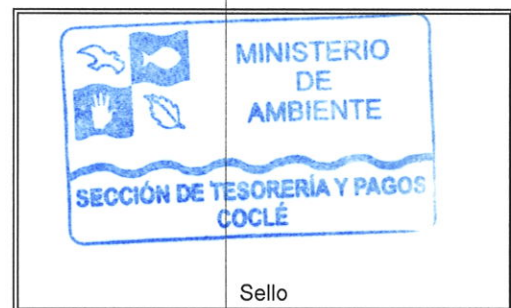 MINISTERIO
DE
AMBIENTE
SECCIÓN DE TESORERÍA Y PAGOS
COCLÉ
Sello